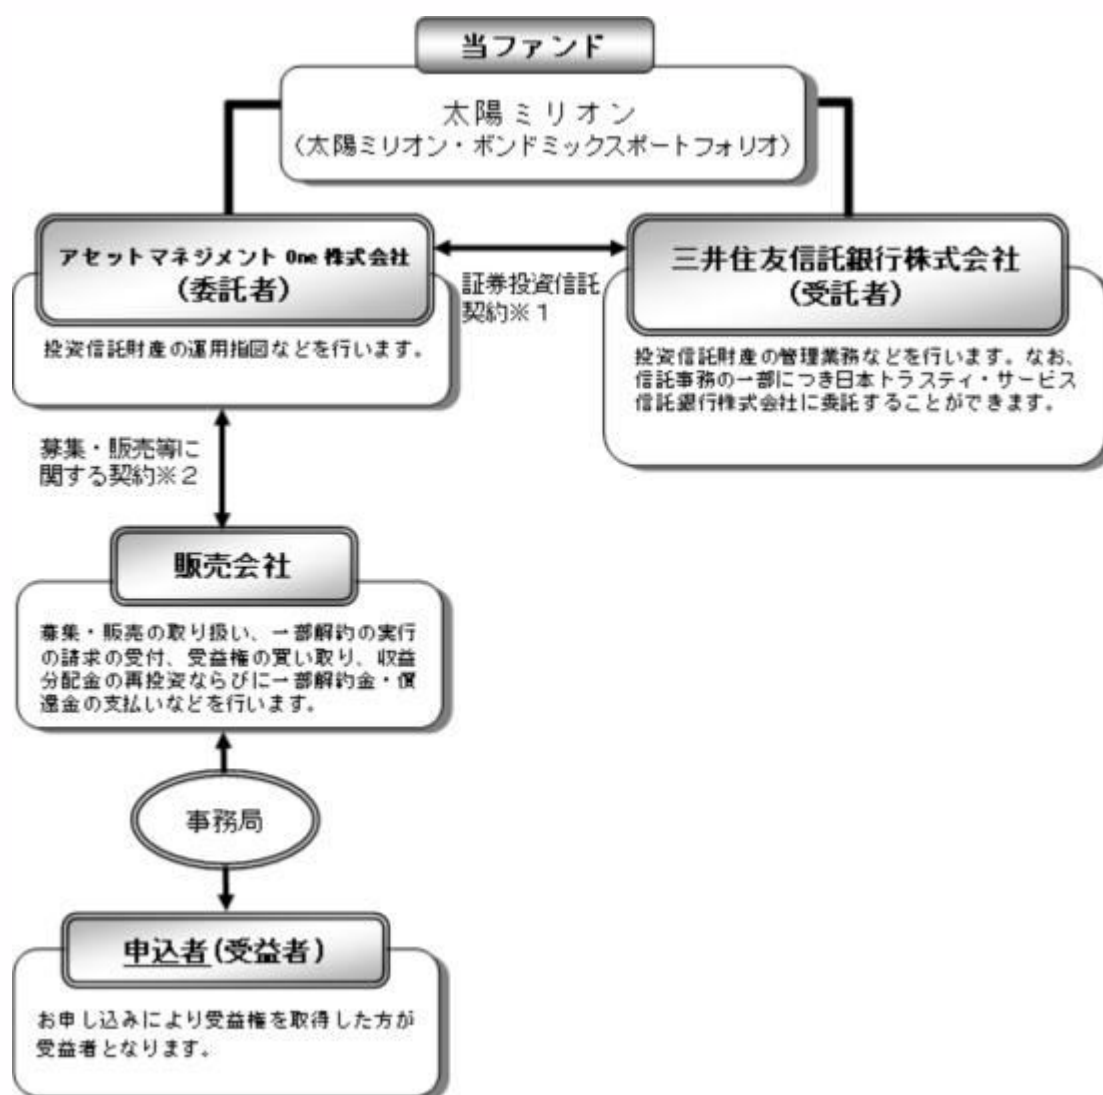 当ファンド
太陽ミリオン
(太陽ミリオン・ボンドミックスポートフォリオ)
アセットマネジメント One 株式会社
(委託者)
投資信託財産の運用指図などを行います。
証券投資信託
契約※1
三井住友信託銀行株式会社
(受託者)
投資信託財産の管理業務などを行います。なお、
信託事務の一部につき日本トラスティ・サービス
信託銀行株式会社に委託することができます。
募集・販売等に
関する契約※2
販売会社
募集・販売の取り扱い、一部解約の実行
の請求の受付、受益権の買い取り、収益
分配金の再投資ならびに一部解約金・償
還金の支払いなどを行います。
事務局
申込者(受益者)
お申し込みにより受益権を取得した方が
受益者となります。